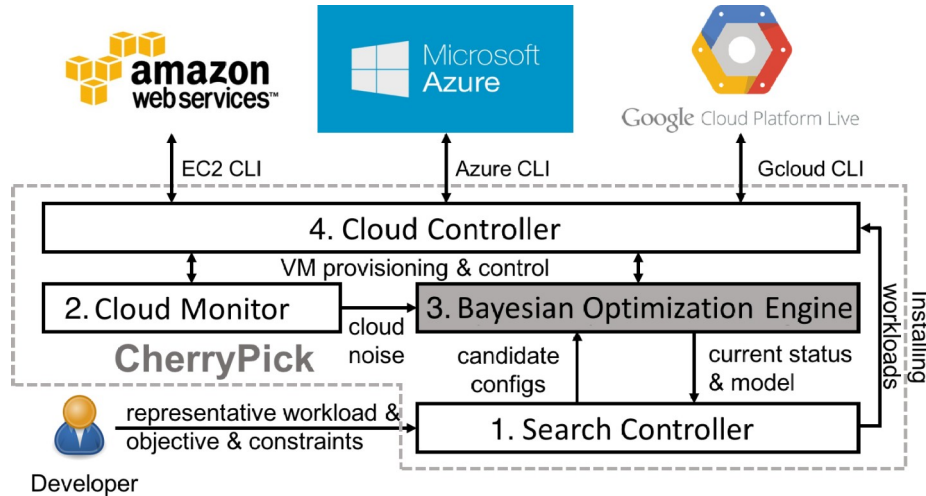 amazon
web services™
Microsoft
Azure
Google Cloud Platform Live
EC2 CLI
Azure CLI
Gcloud CLI
4. Cloud Controller
VM provisioning & control
2. Cloud Monitor
3. Bayesian Optimization Engine
cloud
noise
CherryPick
candidate
configs
current status
& model
Installing
workloads
representative workload &
objective & constraints
1. Search Controller
Developer